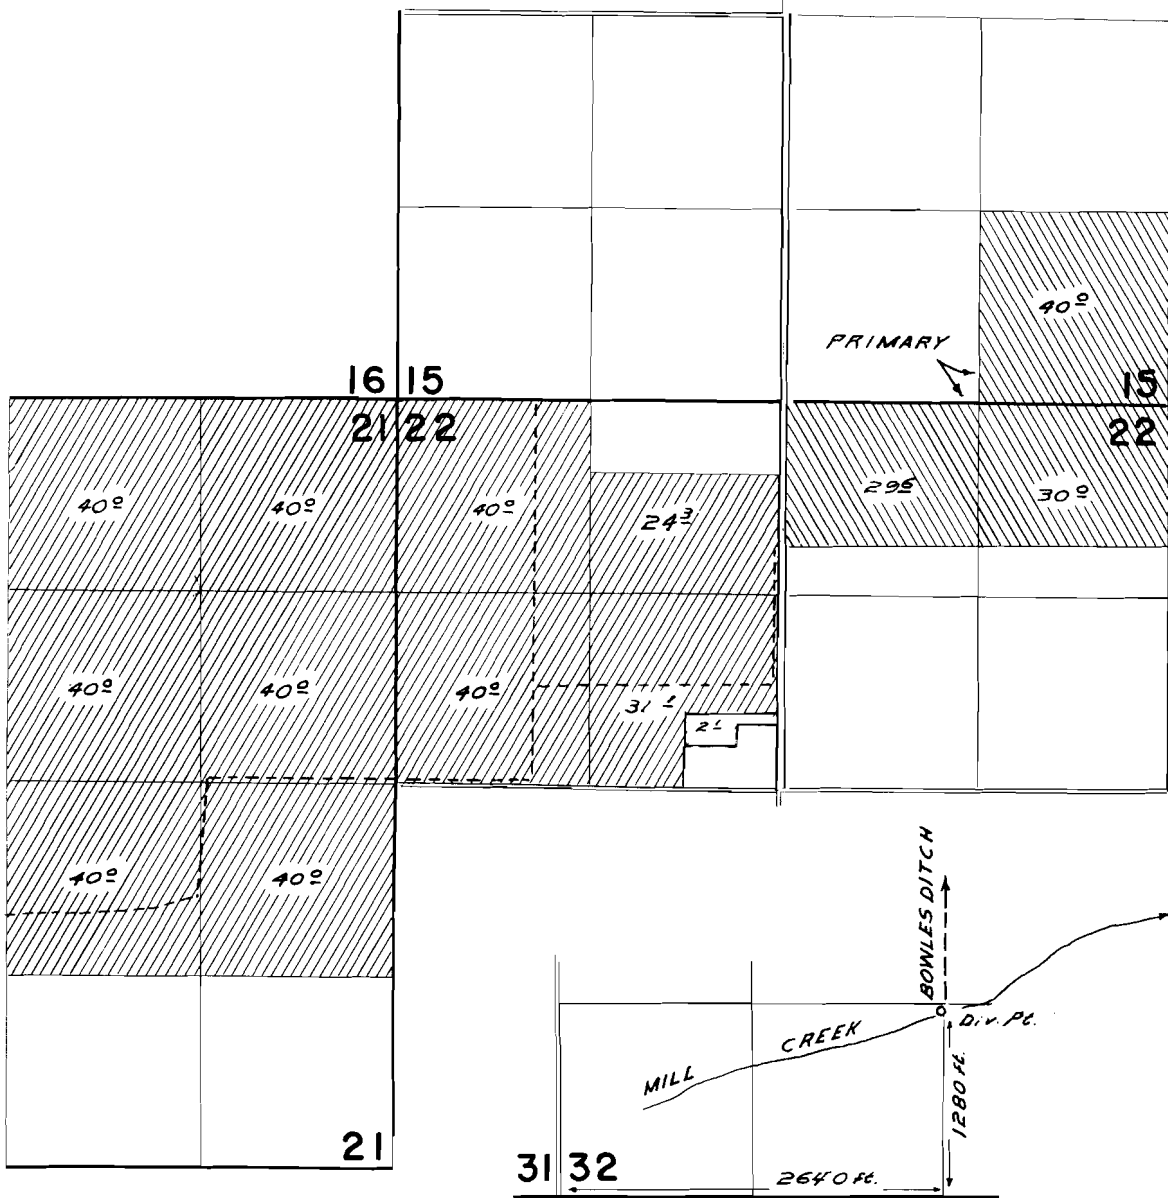 40⁰
PRIMARY
16 15 15
21 22 22
40⁰ 40⁰ 40⁰ 24³ 29⁶ 30⁰
40⁰ 40⁰ 40⁰ 31¹
2¹
40⁰ 40⁰
BOWLES DITCH
Div. Pt.
MILL CREEK
1280 ft.
21
31 32
2640 ft.